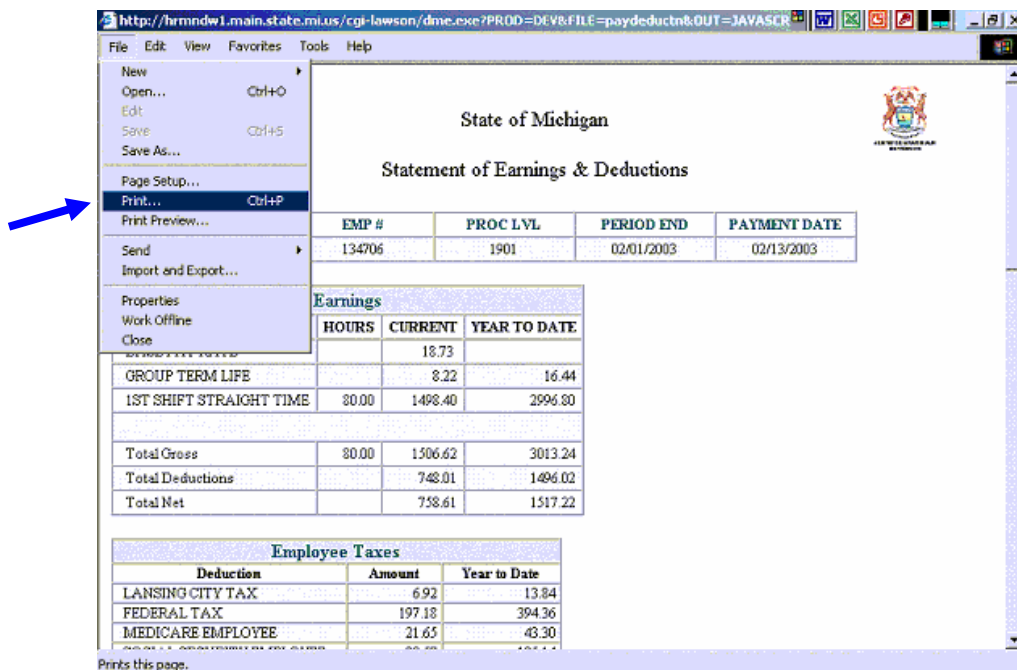 http://hrmndw1.main.state.mi.us/cgi-lawson/dme.exe?PROD=DEV&FILE=paydeductn&OUT=JAVASCR
File Edit View Favorites Tools Help
New
Open... Ctrl+O
Edit
Save Ctrl+S
Save As...
Page Setup...
Print... Ctrl+P
Print Preview...
Send
Import and Export...
Properties
Work Offline
Close
State of Michigan
Statement of Earnings & Deductions
EMP # PROC LVL PERIOD END PAYMENT DATE
134706 1901 02/01/2003 02/13/2003
Earnings
HOURS CURRENT YEAR TO DATE
18.73
GROUP TERM LIFE 8.22 16.44
1ST SHIFT STRAIGHT TIME 80.00 1498.40 2996.80
Total Gross 80.00 1506.62 3013.24
Total Deductions 748.01 1496.02
Total Net 758.61 1517.22
Employee Taxes
Deduction Amount Year to Date
LANSING CITY TAX 6.92 13.84
FEDERAL TAX 197.18 394.36
MEDICARE EMPLOYEE 21.65 43.30
Prints this page.